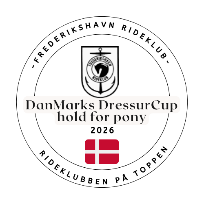 - FREDERIKSHAVN RIDEKLUB -
DanMarks DressurCup
hold for pony
2026
RIDEKLUBBEN PÅ TOPPEN